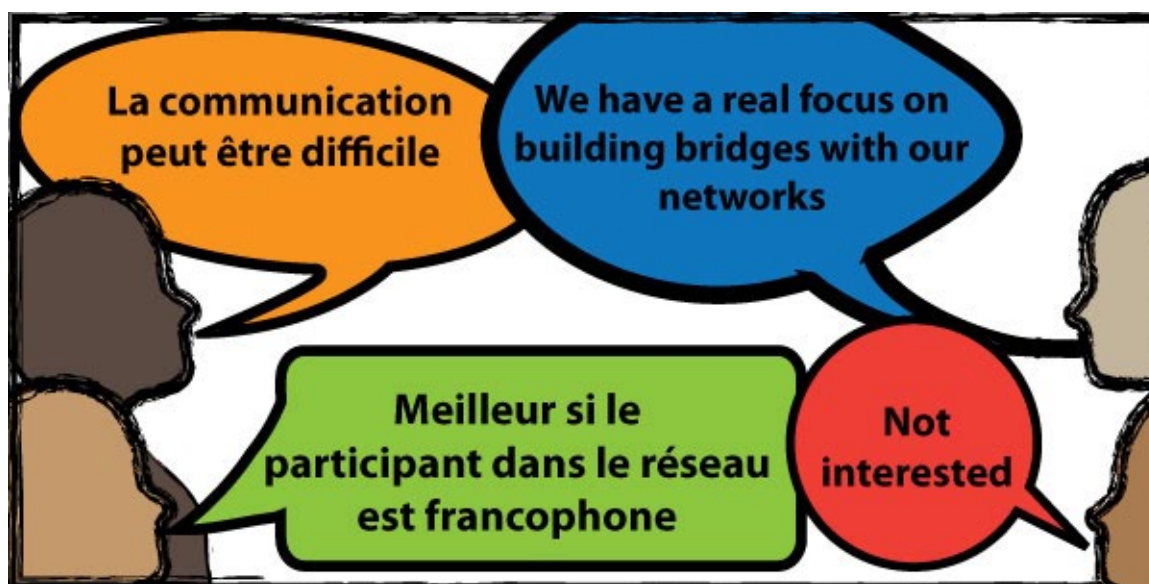 La communication
peut être difficile
We have a real focus on
building bridges with our
networks
Meilleur si le
participant dans le réseau
est francophone
Not
interested